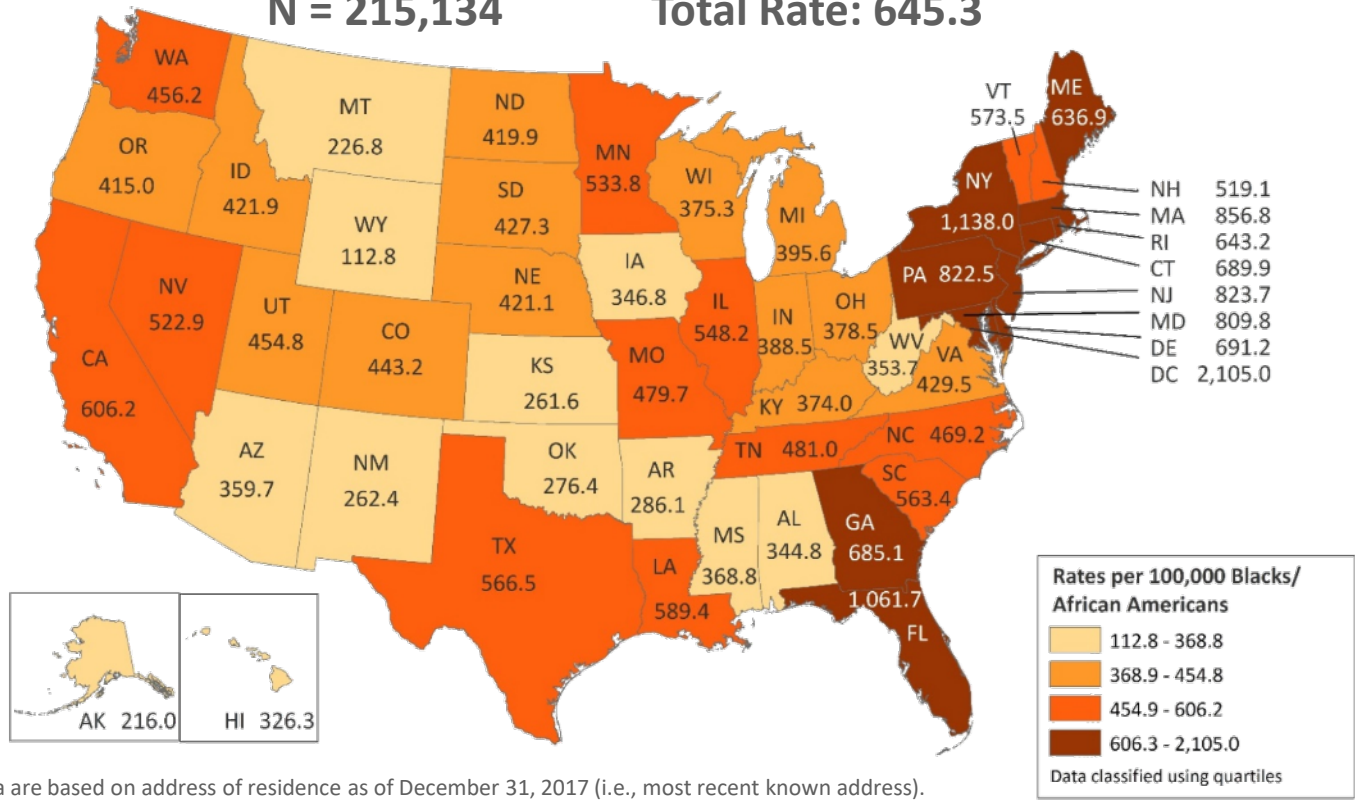 N = 215,134 Total Rate: 645.3
WA
456.2
MT
226.8
ND
419.9
OR
415.0
ID
421.9
MN
533.8
VT
573.5
ME
636.9
SD
427.3
WI
375.3
MI
395.6
NY
1,138.0
NH 519.1
MA 856.8
RI 643.2
CT 689.9
NJ 823.7
MD 809.8
DE 691.2
DC 2,105.0
WY
112.8
NV
522.9
UT
454.8
CO
443.2
NE
421.1
IA
346.8
IL
548.2
IN
388.5
OH
378.5
PA 822.5
WV
353.7
VA
429.5
CA
606.2
KS
261.6
MO
479.7
KY 374.0
AZ
359.7
NM
262.4
OK
276.4
AR
286.1
TN 481.0
NC 469.2
SC
563.4
TX
566.5
LA
589.4
MS
368.8
AL
344.8
GA
685.1
1,061.7
FL
AK 216.0
HI 326.3
Rates per 100,000 Blacks/
African Americans
112.8 - 368.8
368.9 - 454.8
454.9 - 606.2
606.3 - 2,105.0
Data classified using quartiles
are based on address of residence as of December 31, 2017 (i.e., most recent known address).